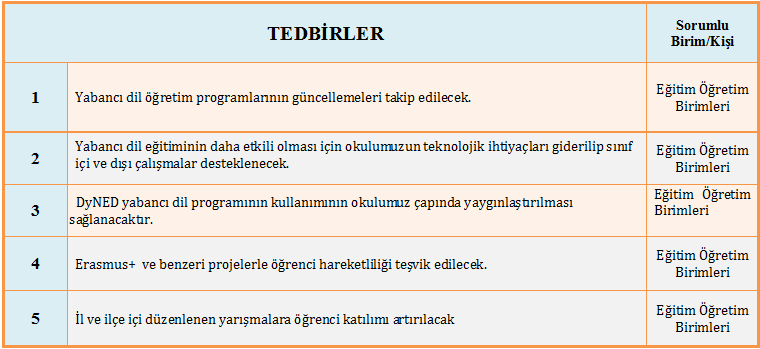 TEDBİRLER
Sorumlu
Birim/Kişi
1
Yabancı dil öğretim programlarının güncellemeleri takip edilecek.
Eğitim Öğretim
Birimleri
2
Yabancı dil eğitiminin daha etkili olması için okulumuzun teknolojik ihtiyaçları giderilip sınıf
içi ve dışı çalışmalar desteklenecek.
Eğitim Öğretim
Birimleri
3
DyNED yabancı dil programının kullanımının okulumuz çapında yaygınlaştırılması
sağlanacaktır.
Eğitim Öğretim
Birimleri
4
Erasmus+ ve benzeri projelerle öğrenci hareketliliği teşvik edilecek.
Eğitim Öğretim
Birimleri
5
İl ve ilçe içi düzenlenen yarışmalara öğrenci katılımı artırılacak
Eğitim Öğretim
Birimleri